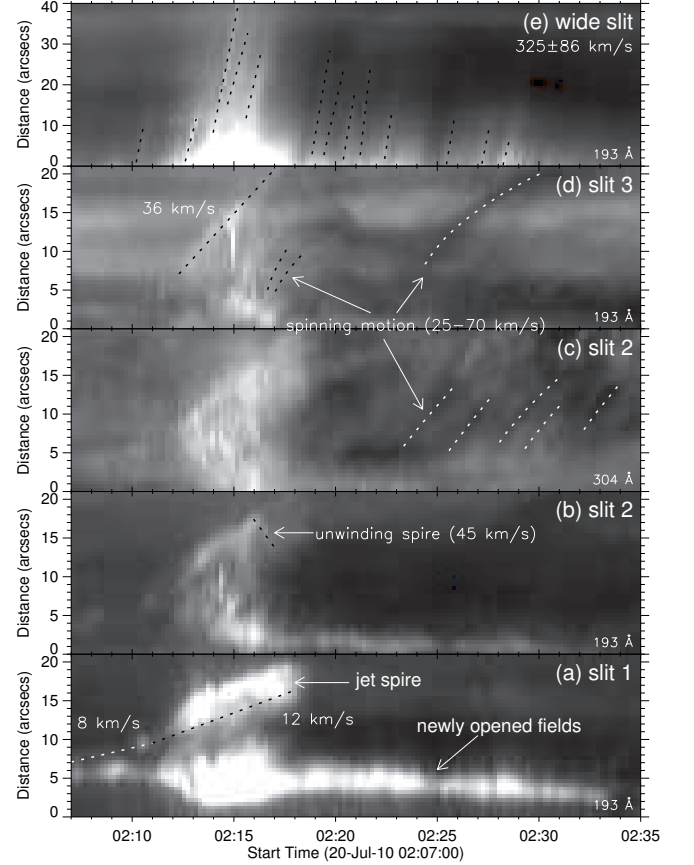 40
30
20
10
0
Distance (arcsecs)
(e) wide slit
325±86 km/s
193 Å
20
15
10
5
0
Distance (arcsecs)
(d) slit 3
36 km/s
193 Å
spinning motion (25–70 km/s)
20
15
10
5
0
Distance (arcsecs)
(c) slit 2
304 Å
20
15
10
5
0
Distance (arcsecs)
(b) slit 2
unwinding spire (45 km/s)
193 Å
20
15
10
5
0
Distance (arcsecs)
(a) slit 1
jet spire
8 km/s
12 km/s
newly opened fields
193 Å
02:10 02:15 02:20 02:25 02:30 02:35
Start Time (20-Jul-10 02:07:00)